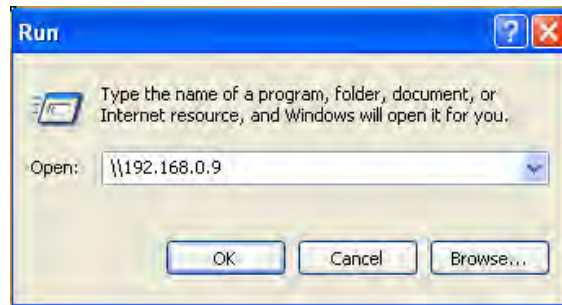 Run
Type the name of a program, folder, document, or
Internet resource, and Windows will open it for you.
Open: \\192.168.0.9
OK Cancel Browse...